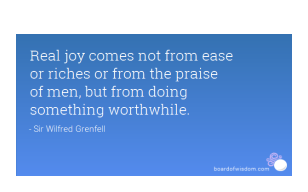 Real joy comes not from ease
or riches or from the praise
of men, but from doing
something worthwhile.
- Sir Wilfred Grenfell
boardofwisdom.com